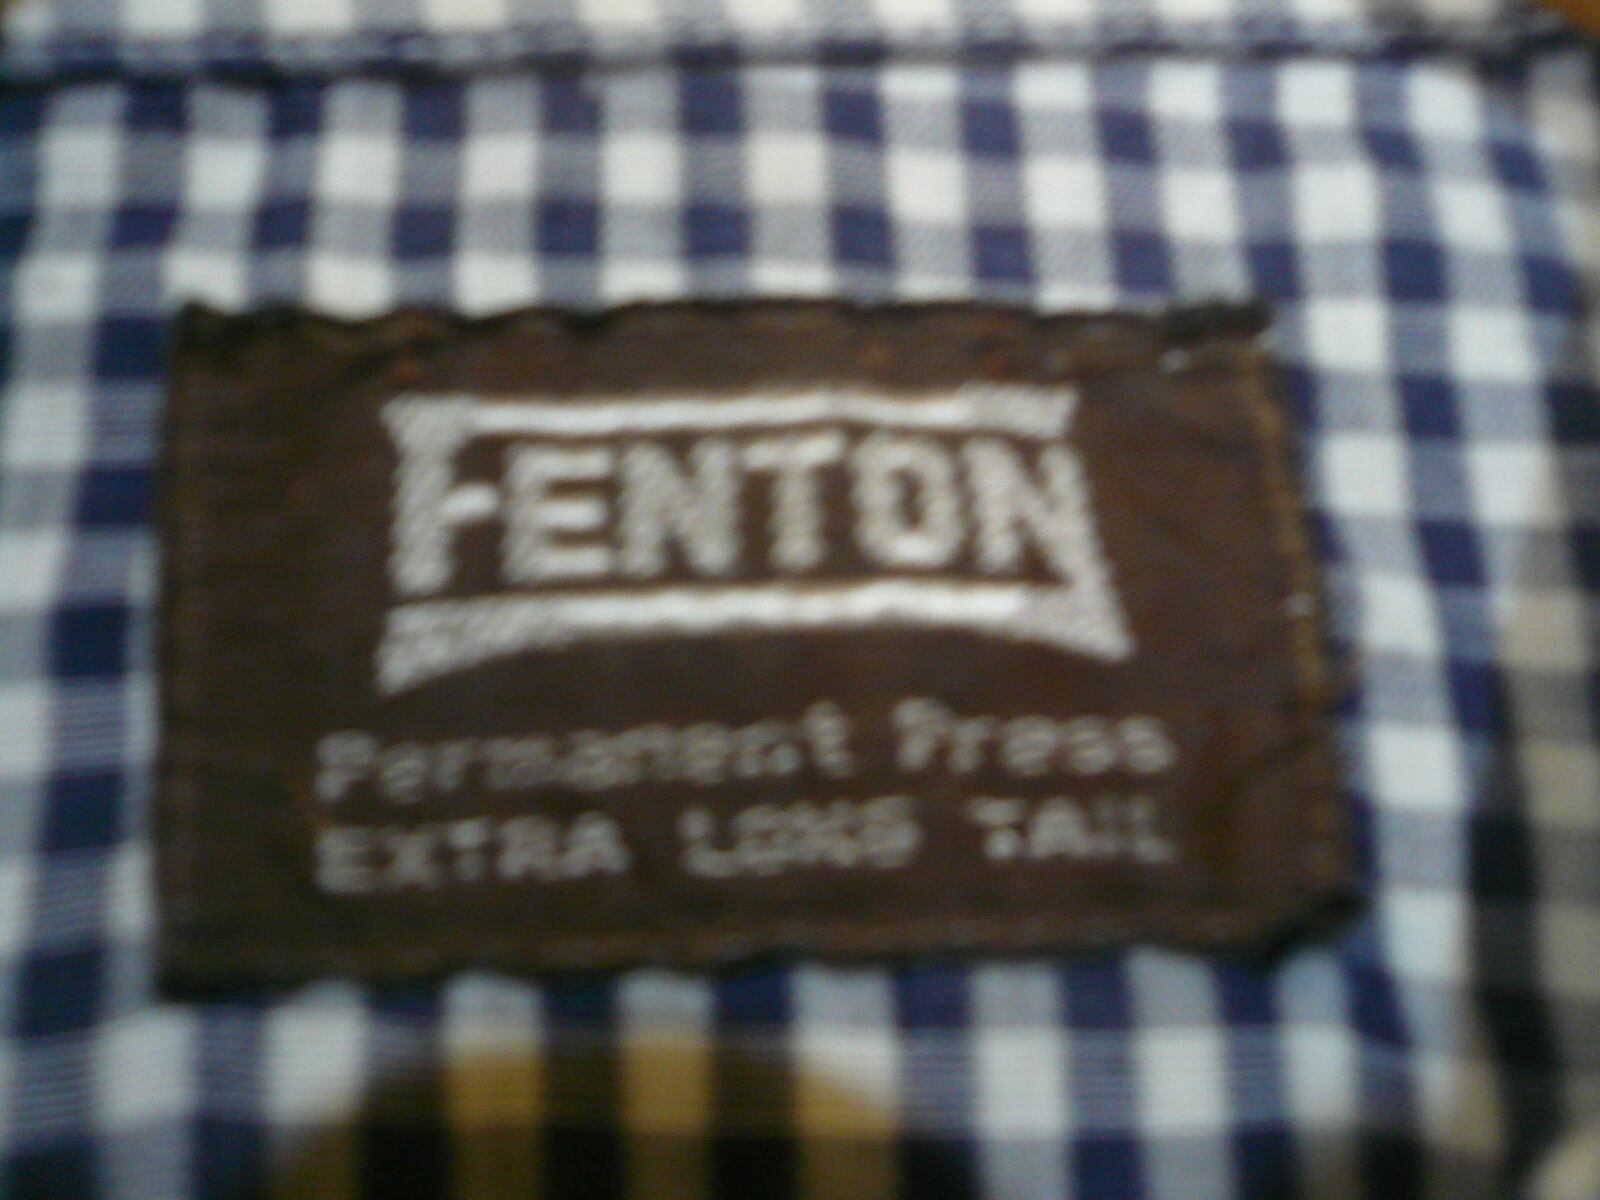 FENTON
Permanent Press
EXTRA LONG TAIL